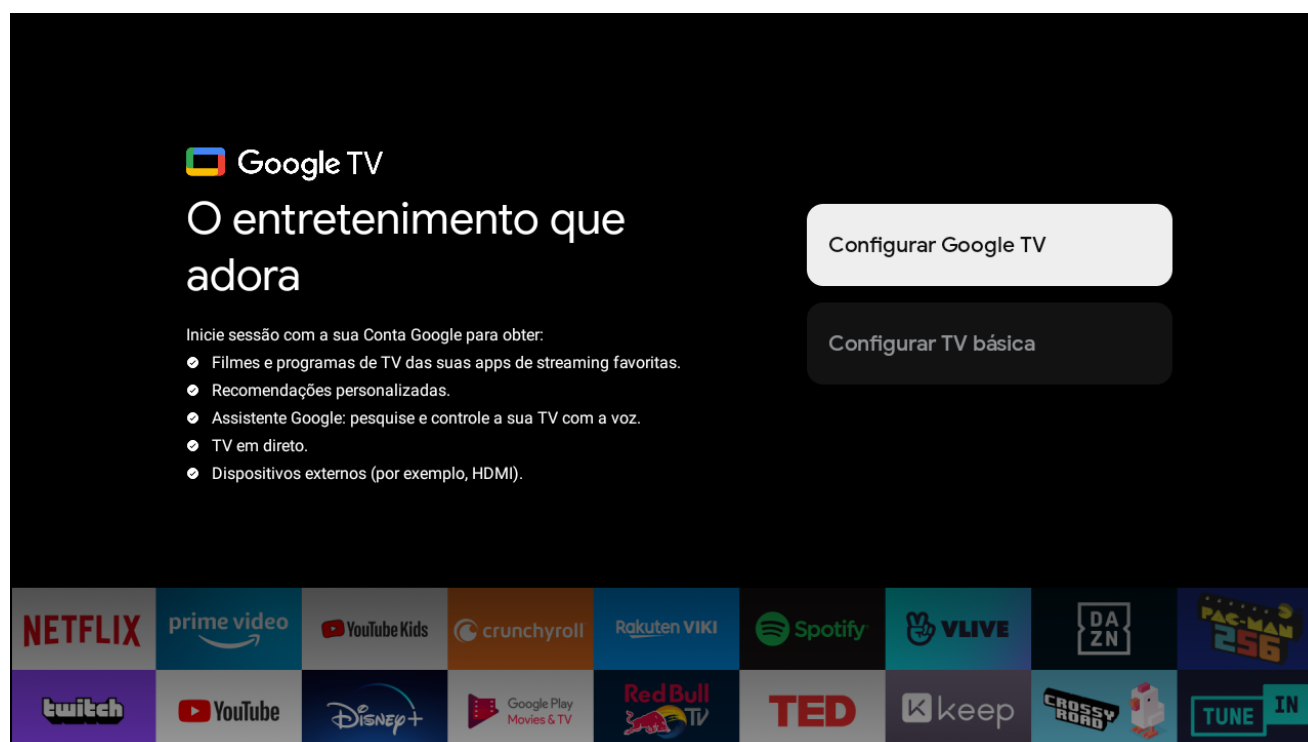 Google TV
O entretenimento que
adora
Inicie sessão com a sua Conta Google para obter:
Filmes e programas de TV das suas apps de streaming favoritas.
Recomendações personalizadas.
Assistente Google: pesquise e controle a sua TV com a voz.
TV em direto.
Dispositivos externos (por exemplo, HDMI).
Configurar Google TV
Configurar TV básica
NETFLIX
prime video
YouTube Kids
crunchyroll
Rakuten VIKI
Spotify
VLIVE
DA
ZN
PAC-MAN
256
twitch
YouTube
Disney+
Google Play
Movies & TV
Red Bull
TV
TED
keep
CROSSY
ROAD
TUNE IN